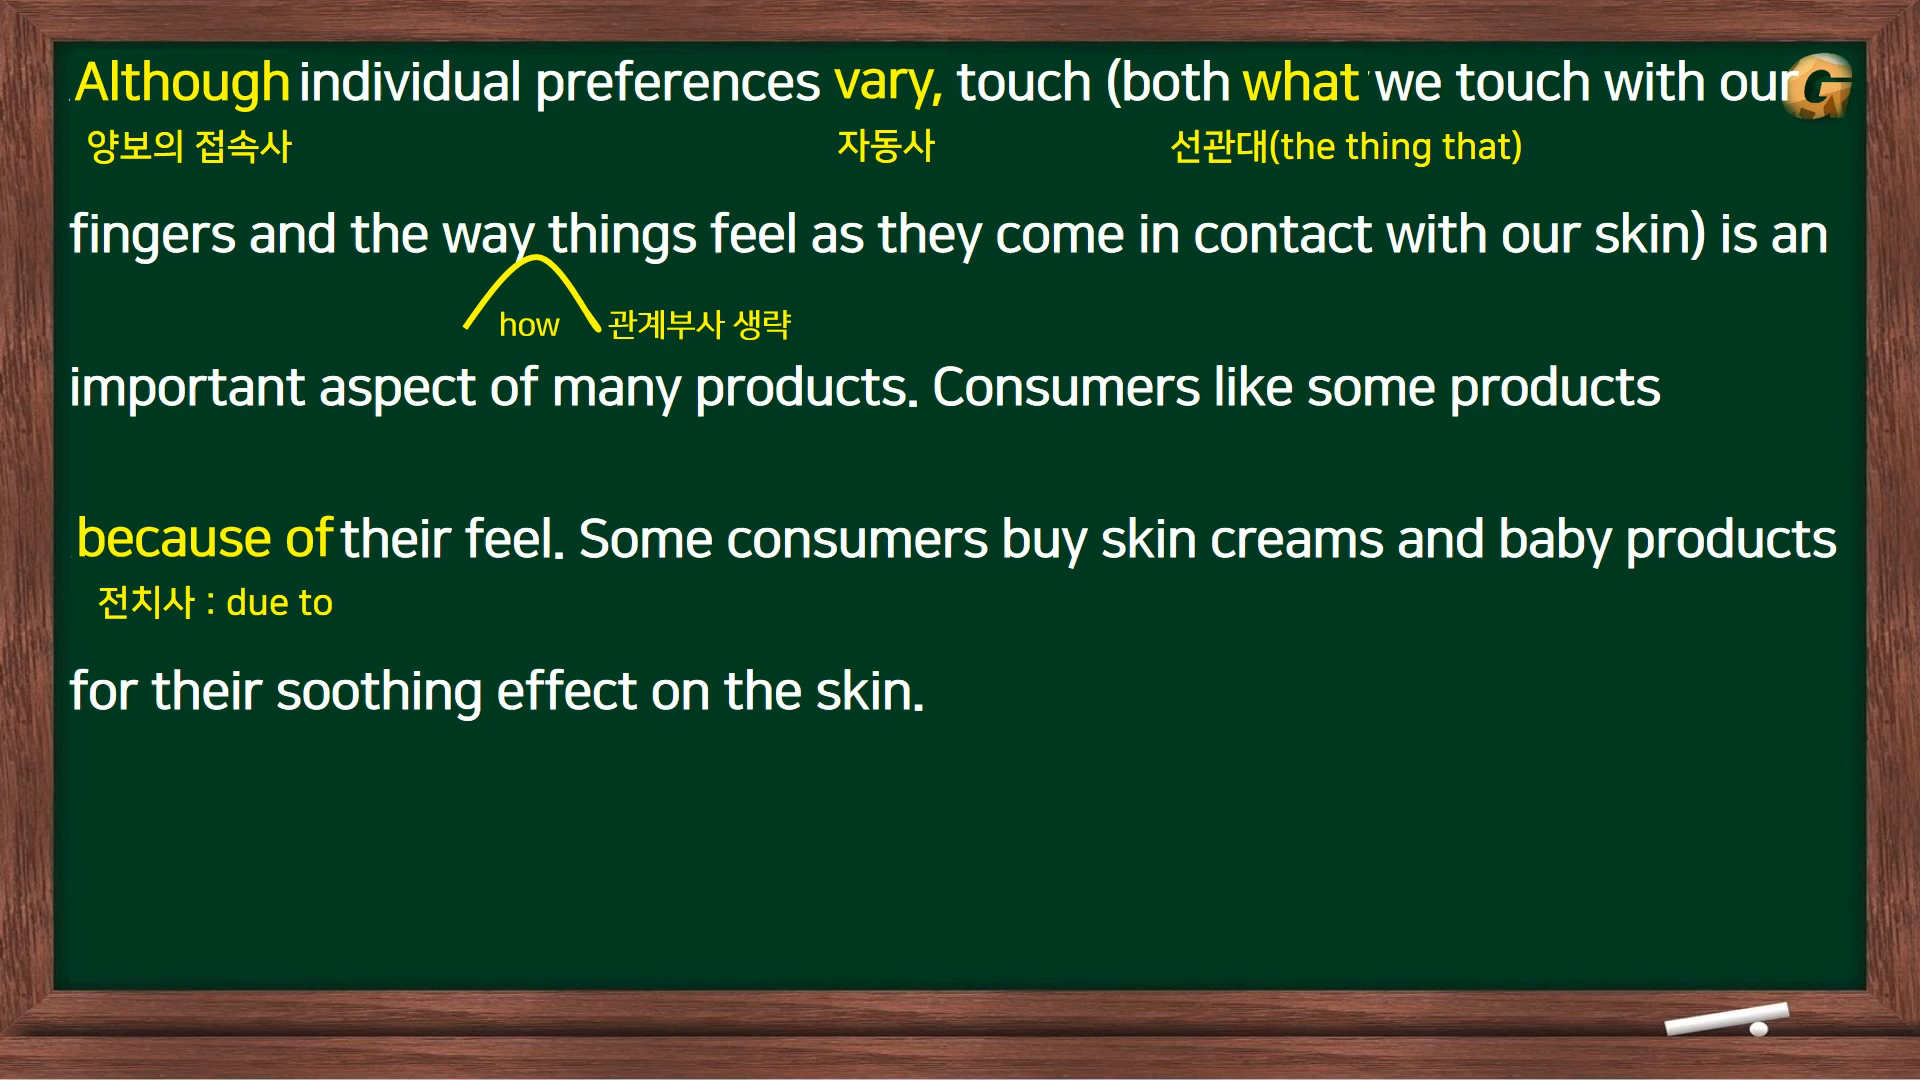 Although individual preferences vary, touch (both what we touch with our
양보의 접속사 자동사 선관대(the thing that)
fingers and the way things feel as they come in contact with our skin) is an
how 관계부사 생략
important aspect of many products. Consumers like some products
because of their feel. Some consumers buy skin creams and baby products
전치사 : due to
for their soothing effect on the skin.
G